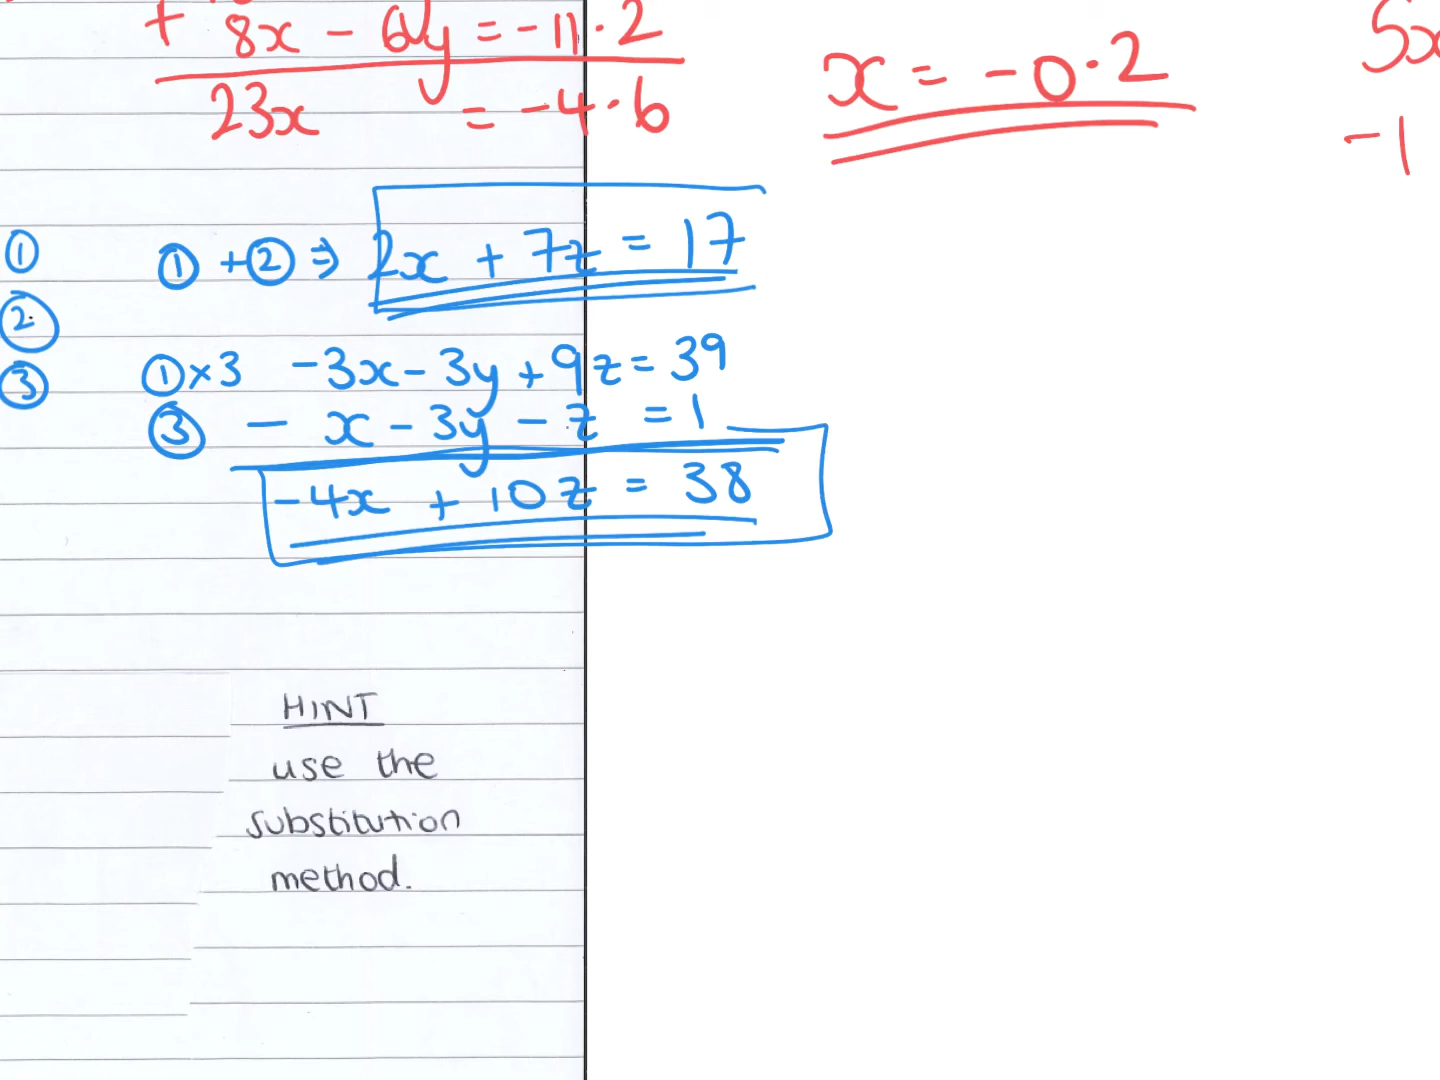 + 8x - 6y = -11.2
23x = -4.6
x = -0.2
5x
-1
① ① + ② ⇒ 2x + 7z = 17
②
③ ① × 3 -3x - 3y + 9z = 39
③ - x - 3y - z = 1
-4x + 10z = 38
HINT
use the
substitution
method.